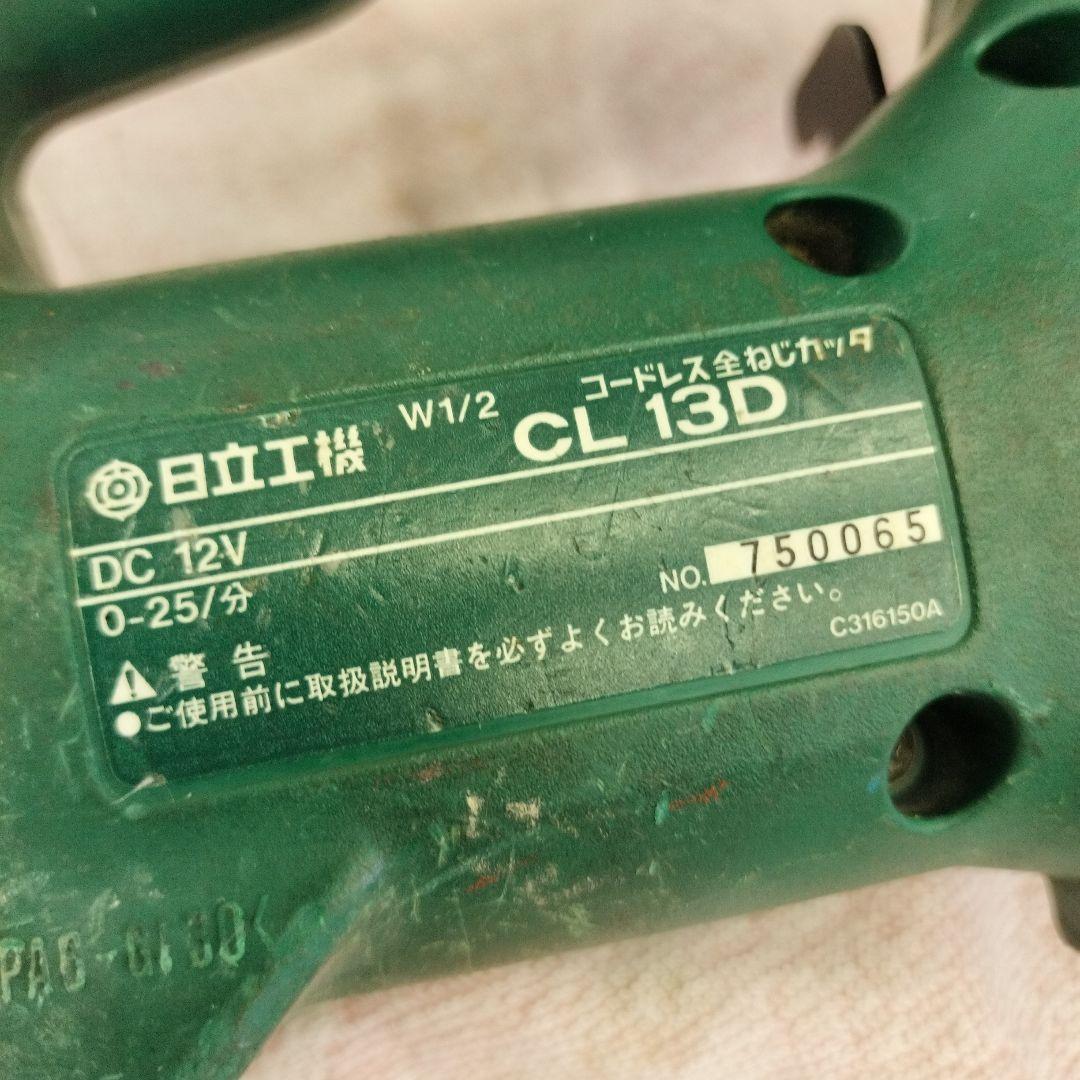 コードレス全ねじカッタ
日立工機 W1/2 CL 13D
DC 12V
0-25/分
NO. 750065
警告
●ご使用前に取扱説明書を必ずよくお読みください。
C316150A